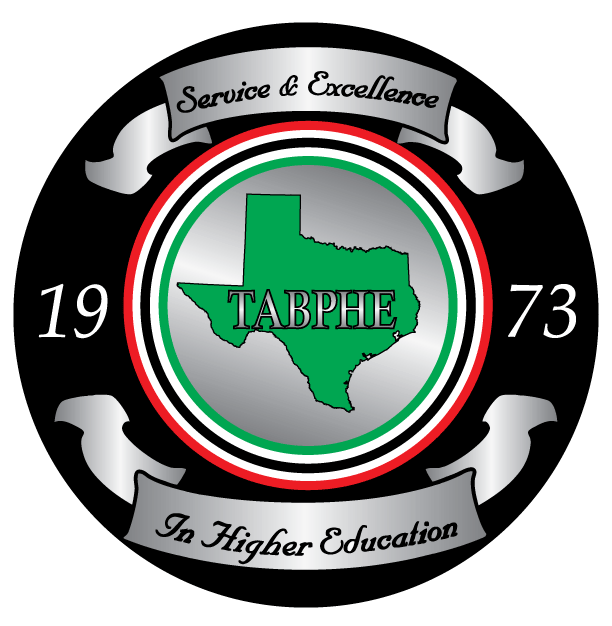 Service & Excellence
19 73
TABPHE
In Higher Education